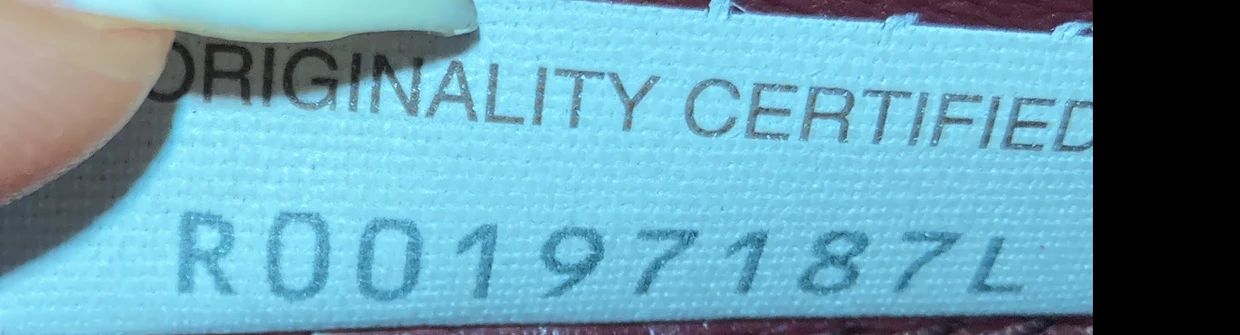 ORIGINALITY CERTIFIED
R00197187L